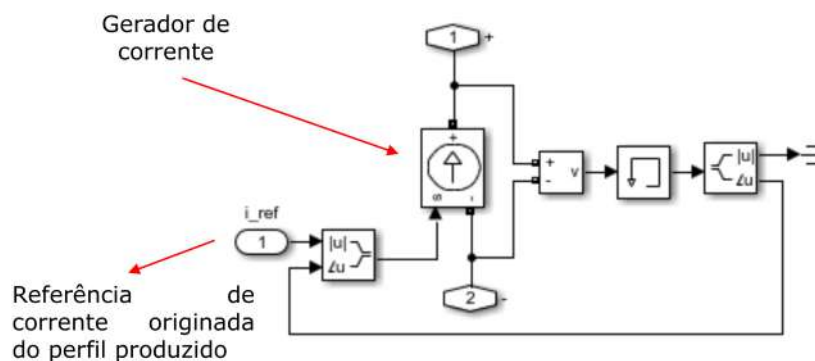 Gerador de
corrente
1
+
+
s
-
+
-
v
|u|
∠u
i_ref
1
|u|
∠u
2
-
Referência de
corrente originada
do perfil produzido